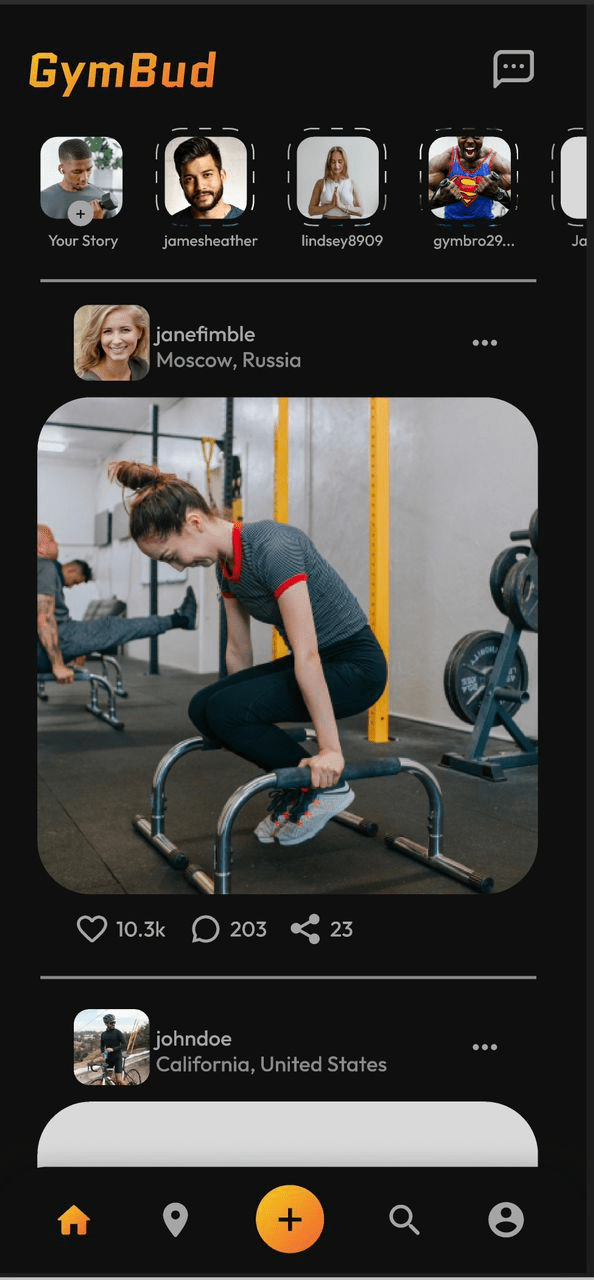 GymBud
Your Story
jamesheather
lindsey8909
gymbro29...
Ja
janefimble
Moscow, Russia
10.3k
203
23
johndoe
California, United States